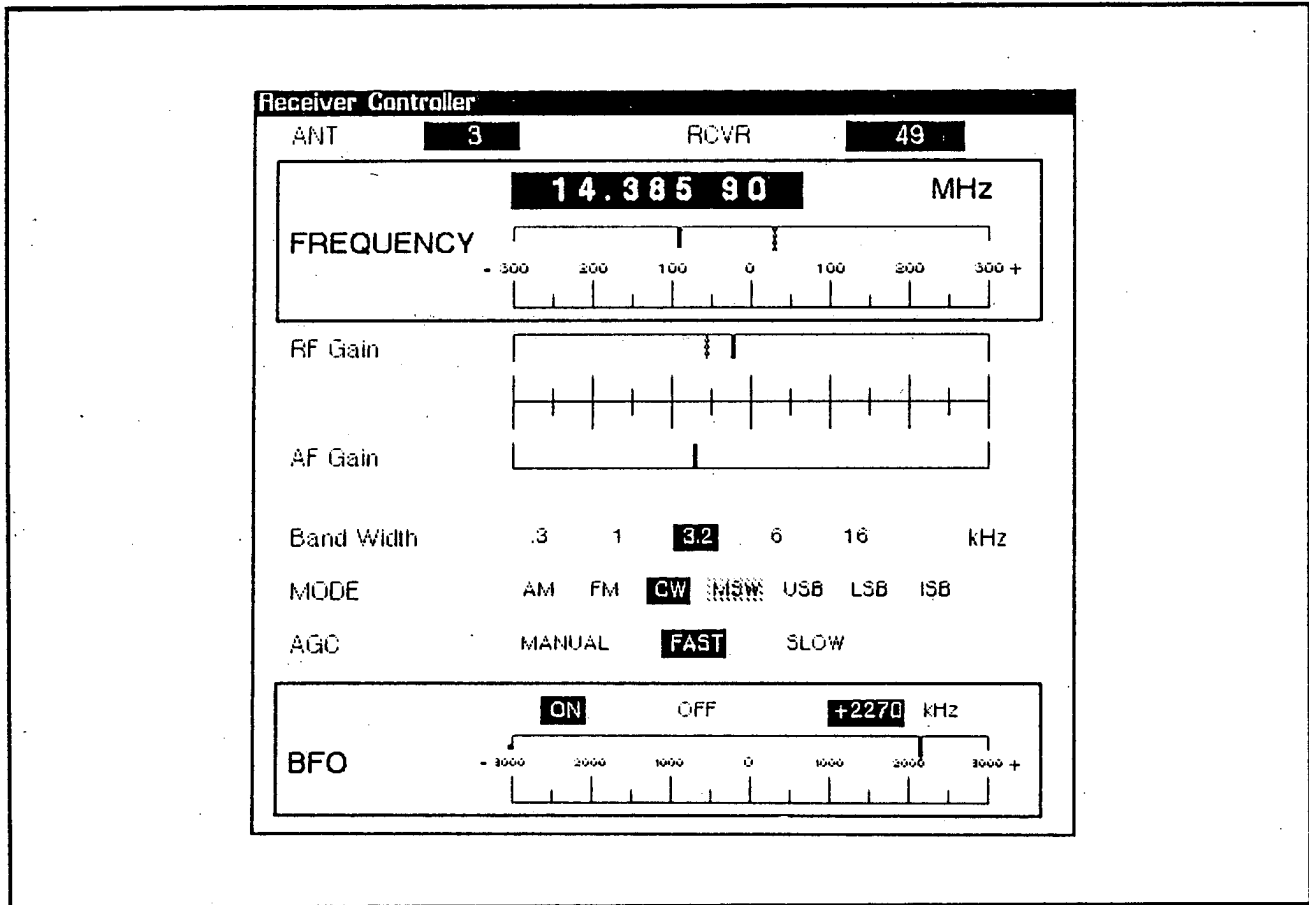 Receiver Controller
ANT 3 RCVR 49
14.385 90 MHz
FREQUENCY
- 300 200 100 0 100 200 300 +
RF Gain
AF Gain
Band Width .3 1 3.2 6 16 kHz
MODE AM FM CW MSW USB LSB ISB
AGC MANUAL FAST SLOW
ON OFF +2270 kHz
BFO
- 3000 2000 1000 0 1000 2000 3000 +